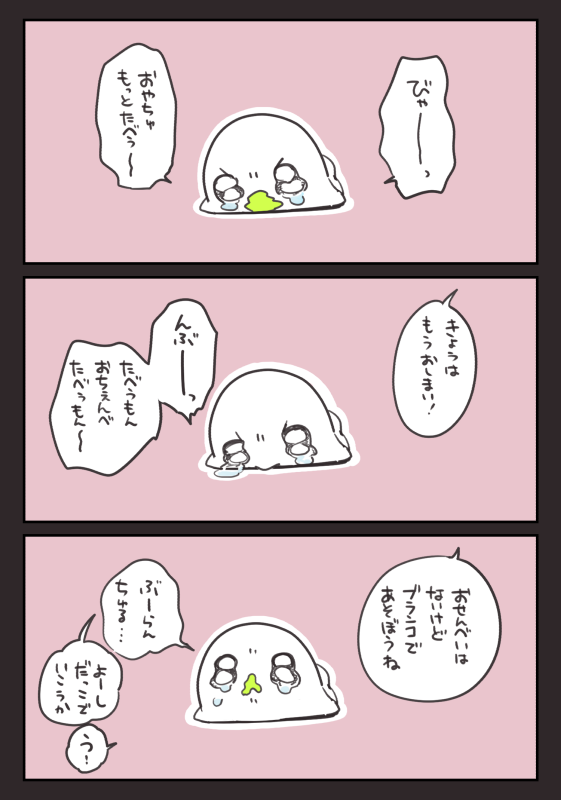 びゃーーっ
おやちゅ
もっとたべぅ〜
きょうは
もうおしまい!
んぶーーっ
たべぅもん
おちぇんべ
たべぅもん〜
おせんべいは
ないけど
ブランコで
あそぼうね
ぶーらん
ちゅる…
よーし
だっこで
いこうか
う!